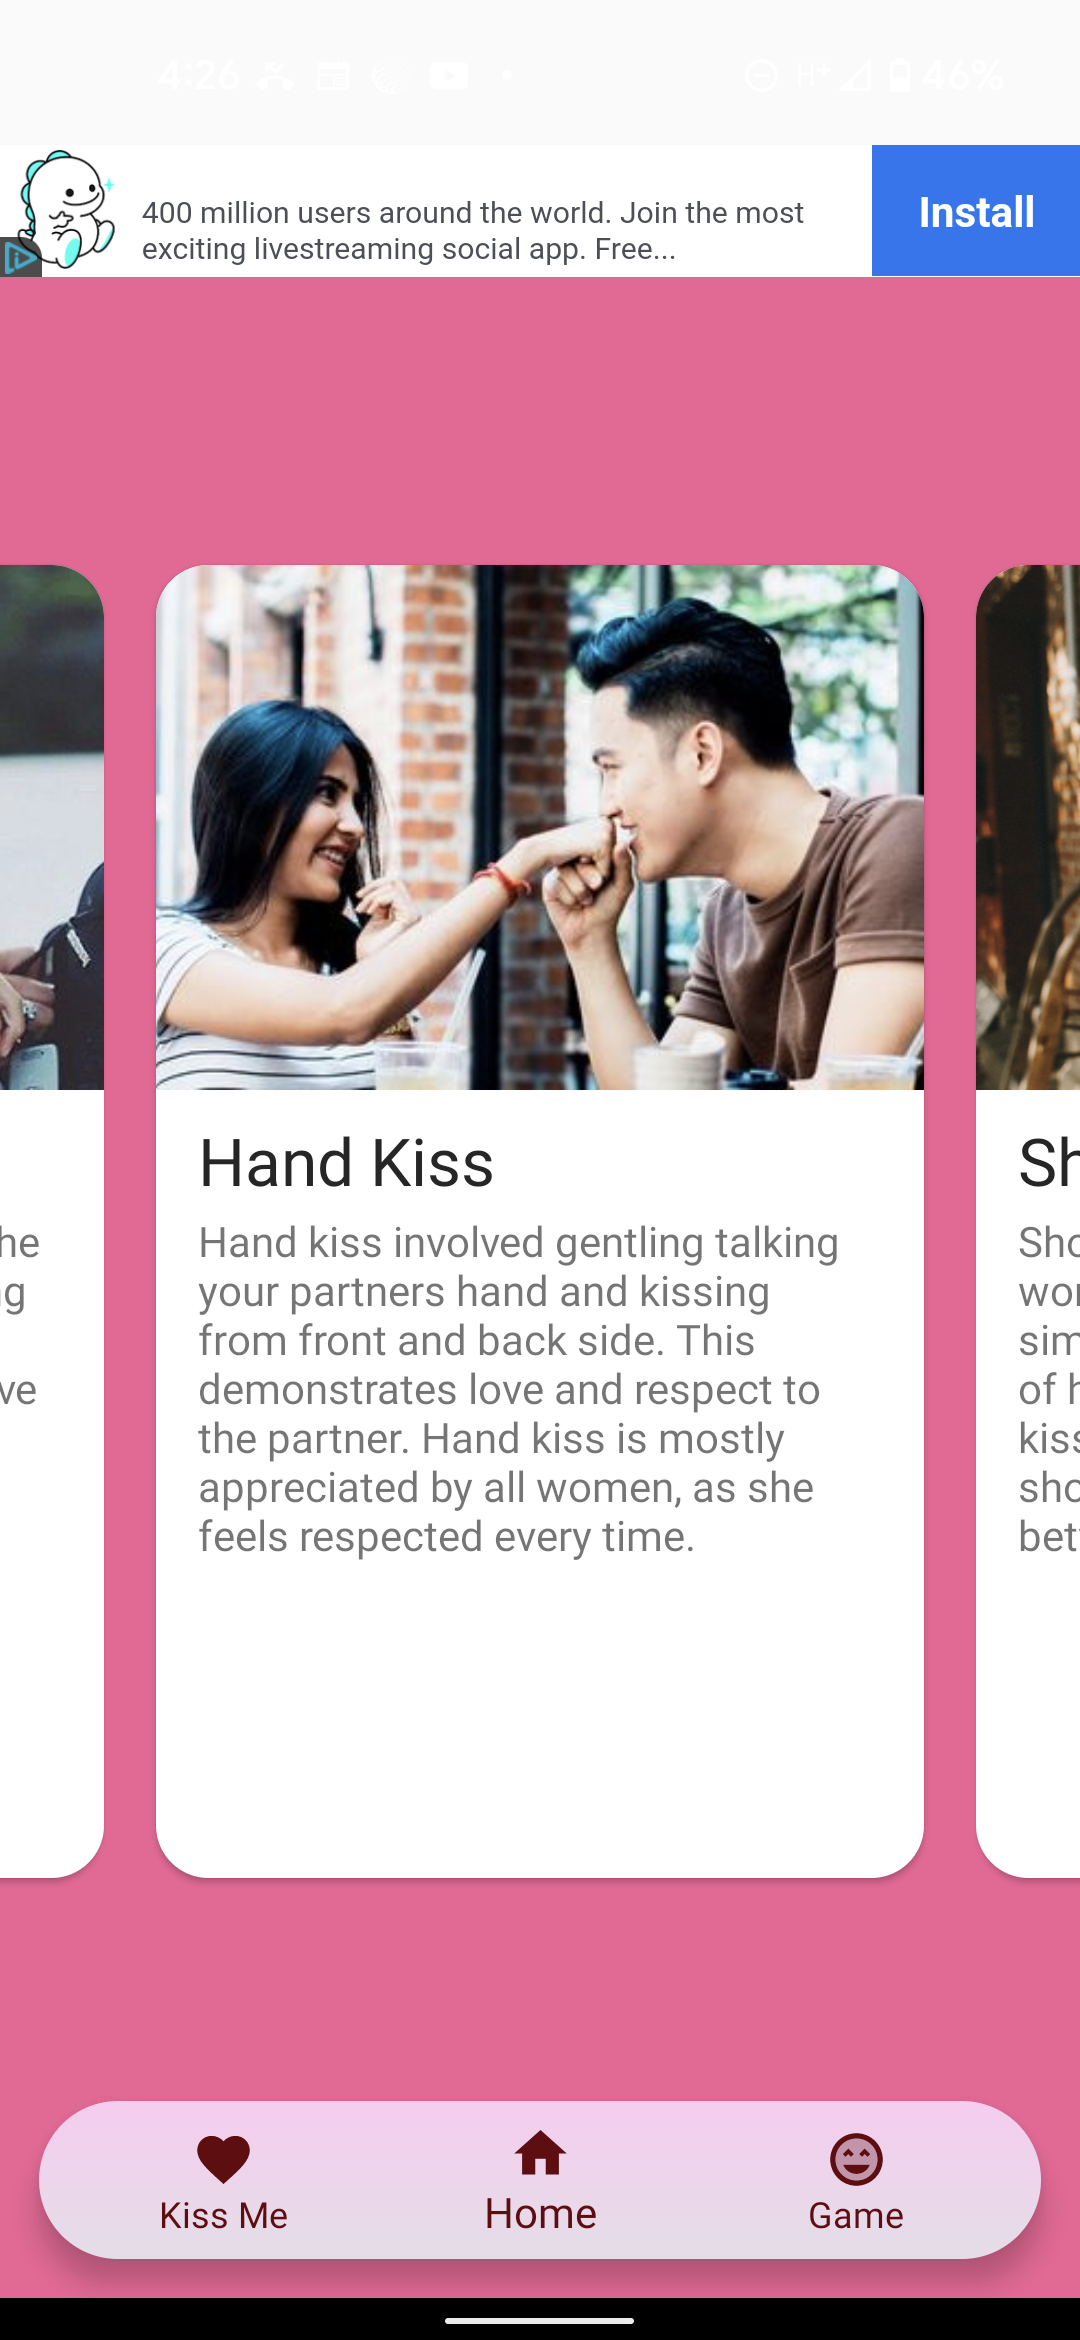 4:26
H+
46%
400 million users around the world. Join the most
exciting livestreaming social app. Free...
Install
he
g
ve
Hand Kiss
Hand kiss involved gentling talking
your partners hand and kissing
from front and back side. This
demonstrates love and respect to
the partner. Hand kiss is mostly
appreciated by all women, as she
feels respected every time.
Sh
Sho
wor
sim
of h
kiss
sho
bet
Kiss Me
Home
Game